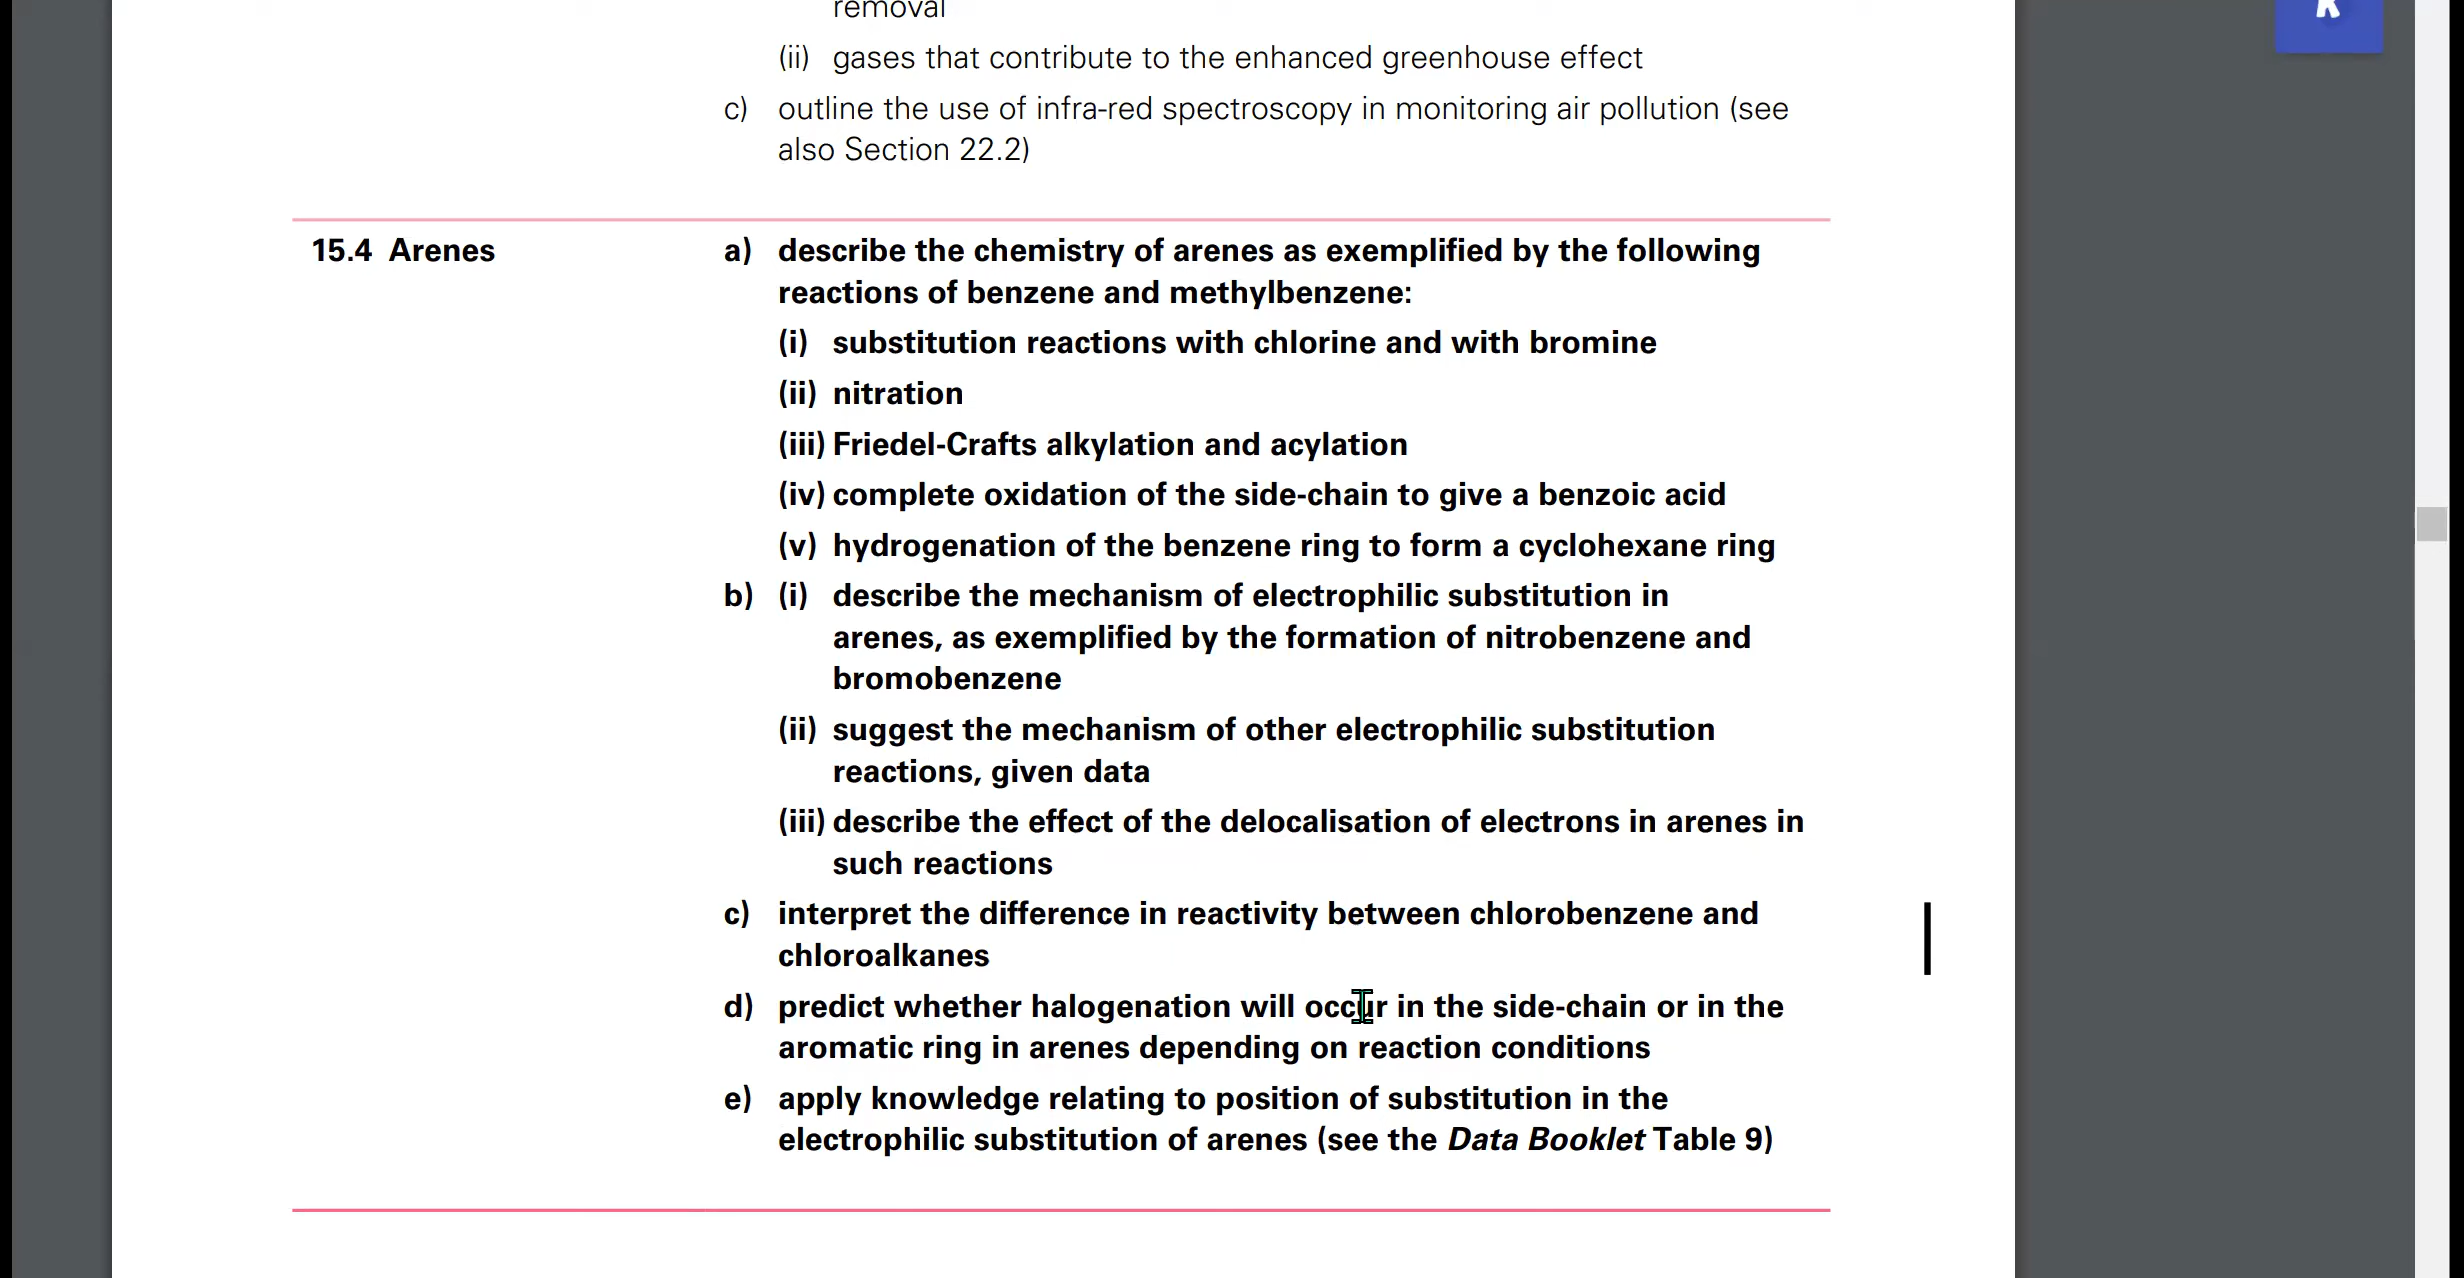 removal
(ii) gases that contribute to the enhanced greenhouse effect
c) outline the use of infra-red spectroscopy in monitoring air pollution (see
also Section 22.2)
15.4 Arenes
a) describe the chemistry of arenes as exemplified by the following
reactions of benzene and methylbenzene:
(i) substitution reactions with chlorine and with bromine
(ii) nitration
(iii) Friedel-Crafts alkylation and acylation
(iv) complete oxidation of the side-chain to give a benzoic acid
(v) hydrogenation of the benzene ring to form a cyclohexane ring
b) (i) describe the mechanism of electrophilic substitution in
arenes, as exemplified by the formation of nitrobenzene and
bromobenzene
(ii) suggest the mechanism of other electrophilic substitution
reactions, given data
(iii) describe the effect of the delocalisation of electrons in arenes in
such reactions
c) interpret the difference in reactivity between chlorobenzene and
chloroalkanes
d) predict whether halogenation will occur in the side-chain or in the
aromatic ring in arenes depending on reaction conditions
e) apply knowledge relating to position of substitution in the
electrophilic substitution of arenes (see the Data Booklet Table 9)